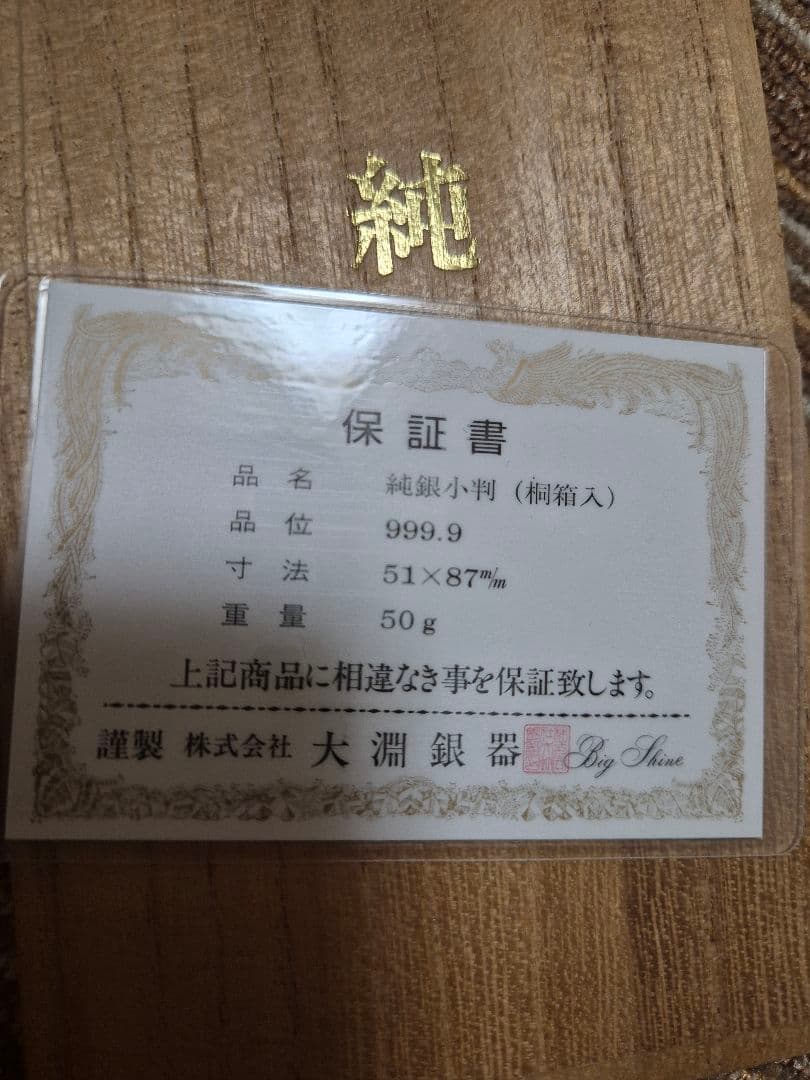 純
保証書
品名 純銀小判（桐箱入）
品位 999.9
寸法 51×87m/m
重量 50g
上記商品に相違なき事を保証致します。
謹製 株式会社 大淵銀器 Big Shine